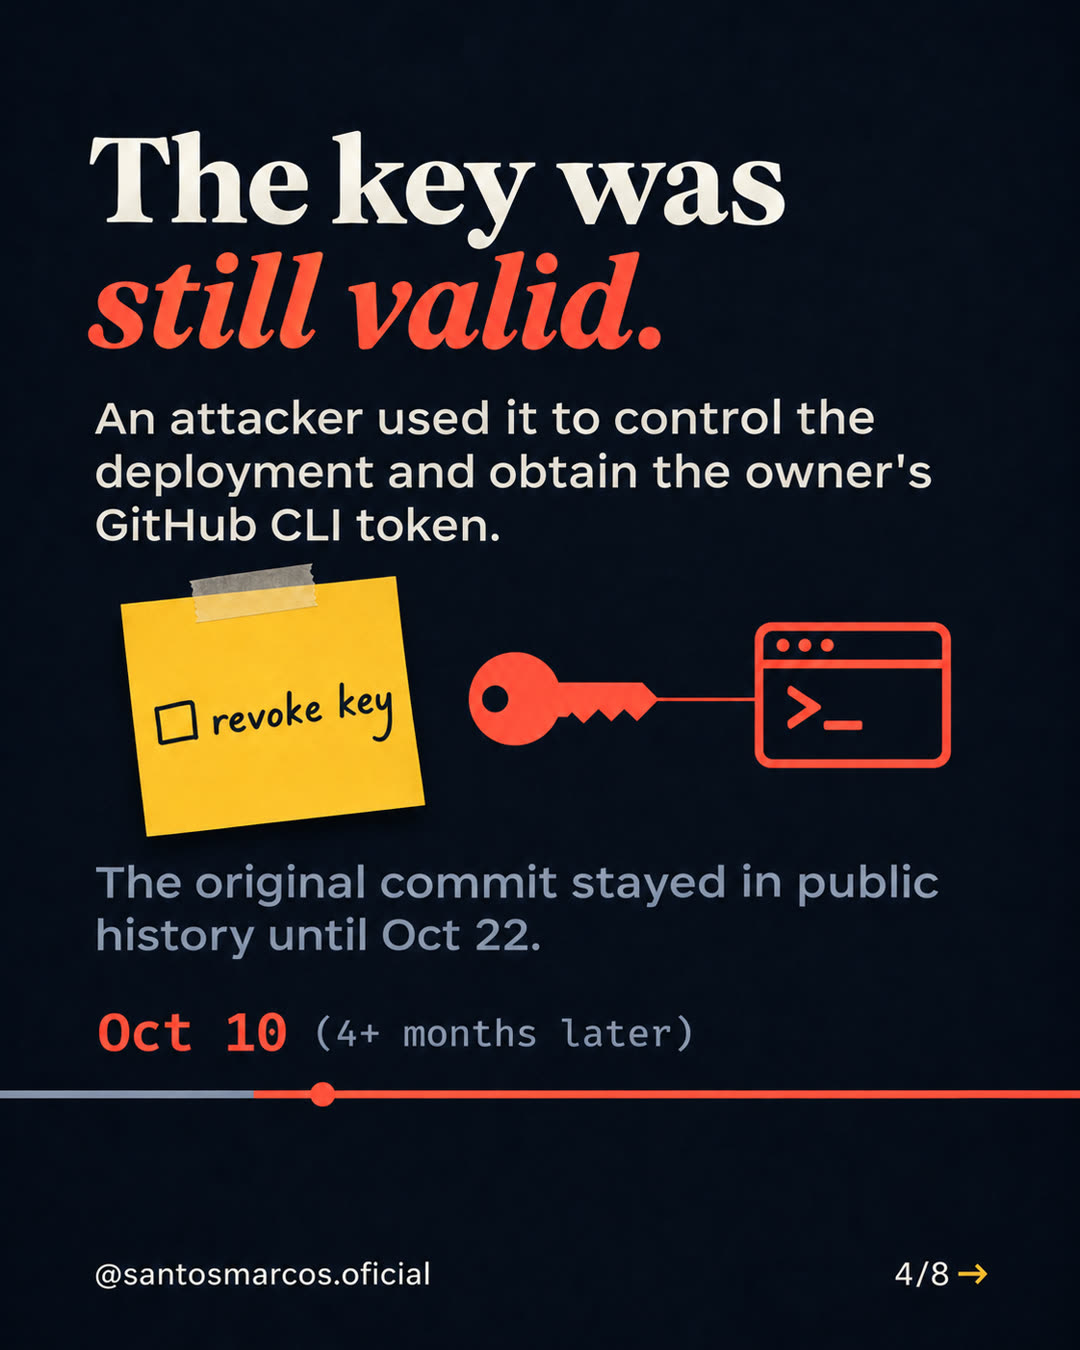 The key was
still valid.
An attacker used it to control the
deployment and obtain the owner's
GitHub CLI token.
revoke key
>_
The original commit stayed in public
history until Oct 22.
Oct 10 (4+ months later)
@santosmarcos.oficial
4/8 →